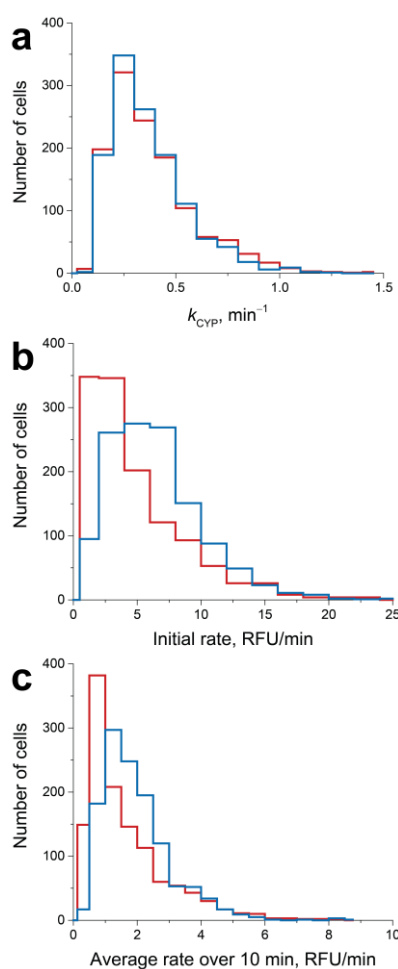 a
400
300
200
100
0
Number of cells
0.0 0.5 1.0 1.5
kCYP, min−1
b
400
300
200
100
0
Number of cells
0 5 10 15 20 25
Initial rate, RFU/min
c
400
300
200
100
0
Number of cells
0 2 4 6 8 10
Average rate over 10 min, RFU/min